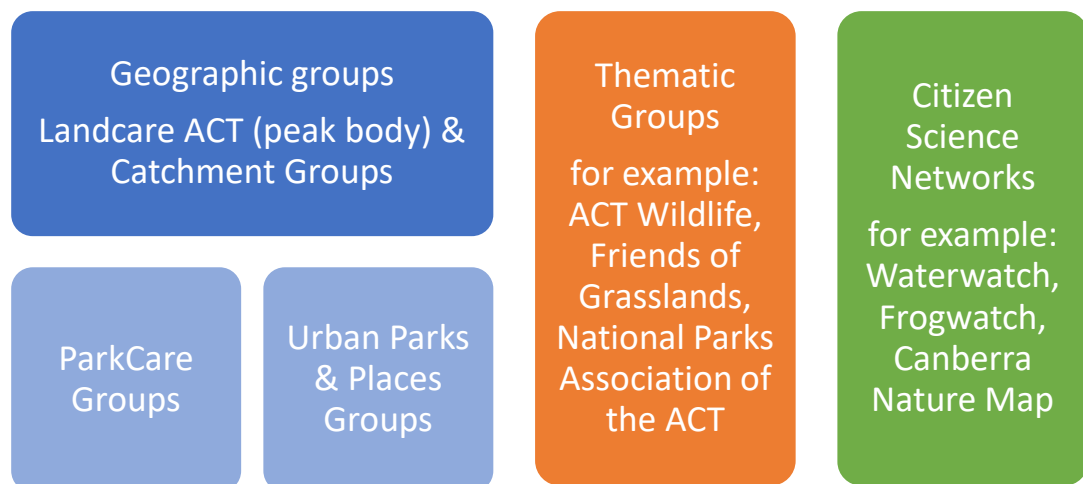 Geographic groups
Landcare ACT (peak body) &
Catchment Groups
ParkCare
Groups
Urban Parks
& Places
Groups
Thematic
Groups
for example:
ACT Wildlife,
Friends of
Grasslands,
National Parks
Association of
the ACT
Citizen
Science
Networks
for example:
Waterwatch,
Frogwatch,
Canberra
Nature Map